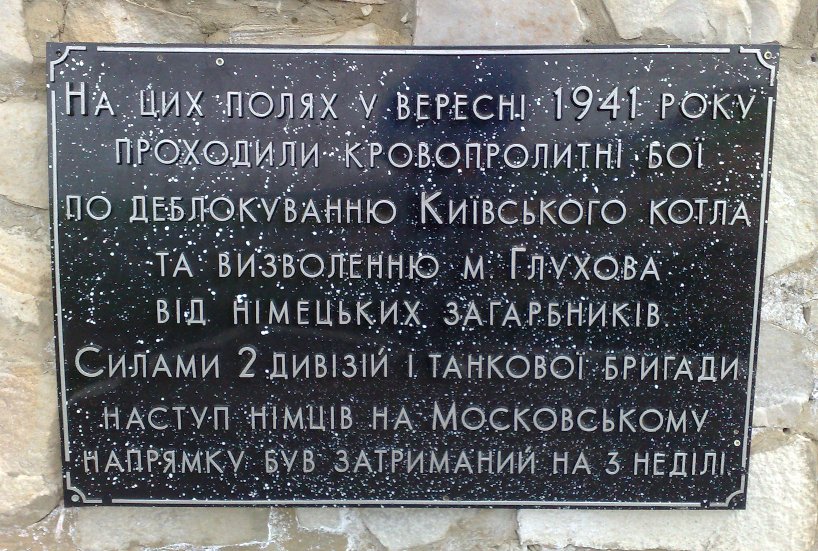 На цих полях у вересні 1941 року
проходили кровопролитні бої
по деблокуванню Київського котла
та визволенню м. Глухова
від німецьких загарбників.
Силами 2 дивізій і танкової бригади
наступ німців на Московському
напрямку був затриманий на 3 неділі.